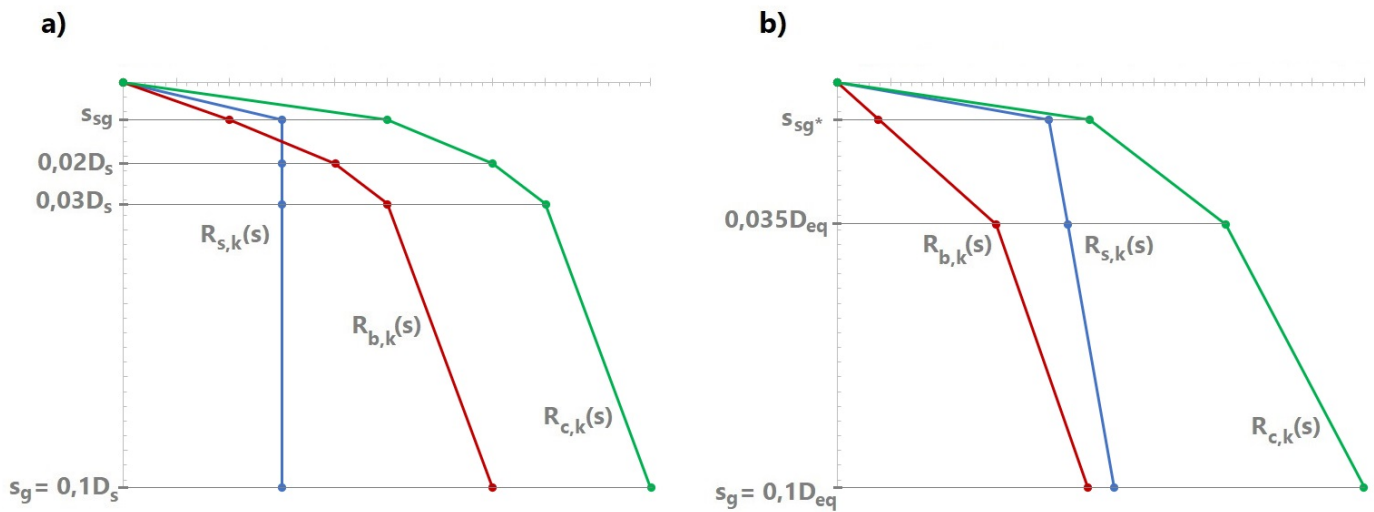 a)
b)
s_sg
0,02D_s
0,03D_s
R_s,k(s)
R_b,k(s)
R_c,k(s)
s_g = 0,1D_s
s_sg*
0,035D_eq
R_b,k(s)
R_s,k(s)
R_c,k(s)
s_g = 0,1D_eq